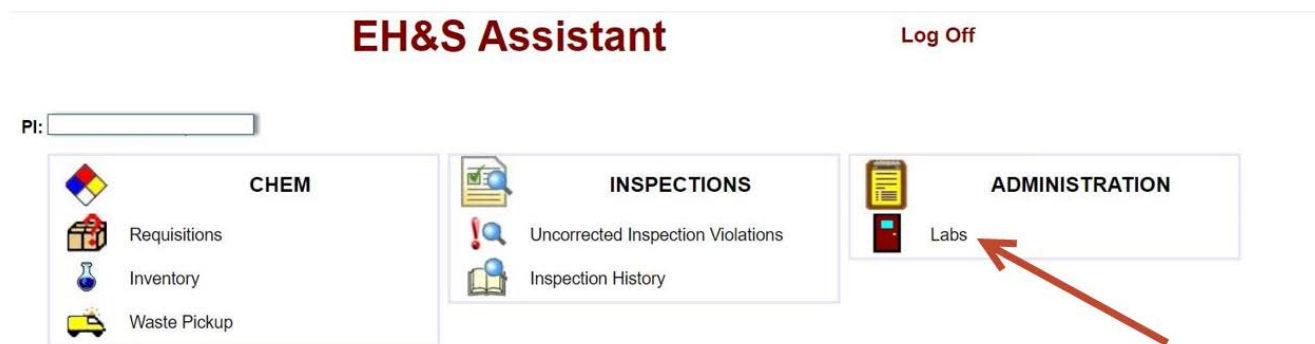 EH&S Assistant
Log Off
PI:
CHEM
Requisitions
Inventory
Waste Pickup
INSPECTIONS
Uncorrected Inspection Violations
Inspection History
ADMINISTRATION
Labs